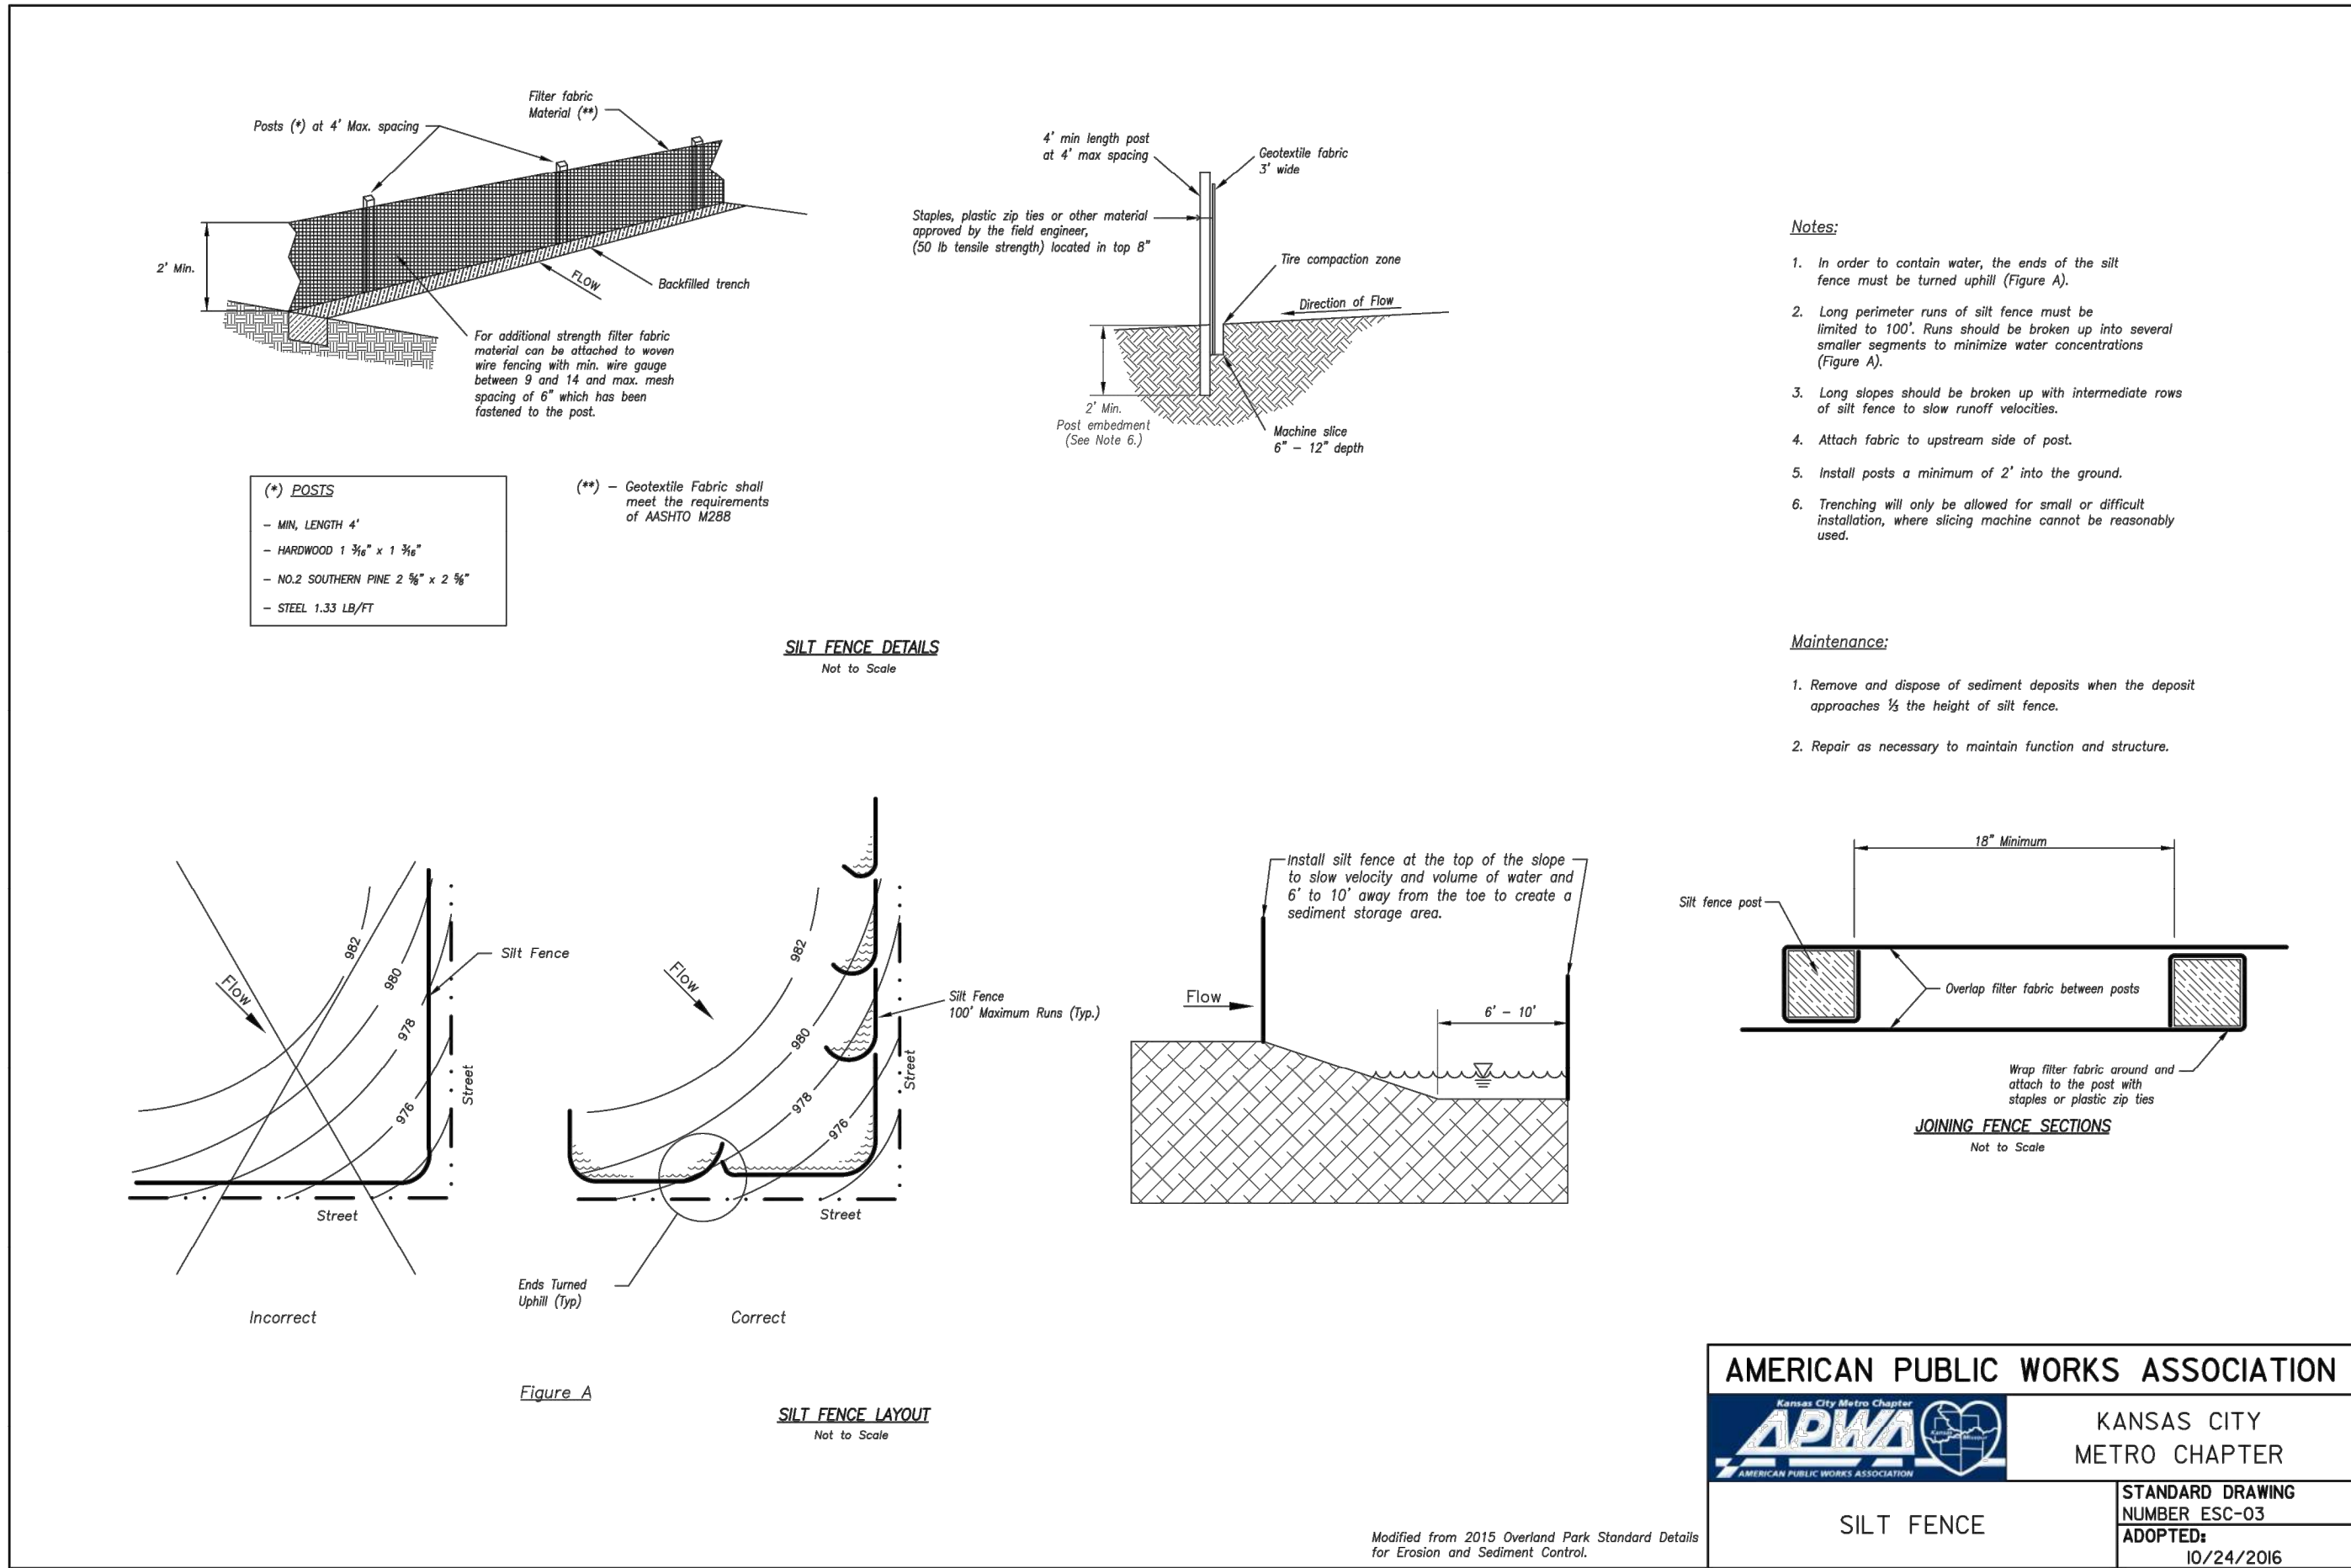 Filter fabric
Material (**)
Posts (*) at 4' Max. spacing
2' Min.
FLOW
Backfilled trench
For additional strength filter fabric
material can be attached to woven
wire fencing with min. wire gauge
between 9 and 14 and max. mesh
spacing of 6" which has been
fastened to the post.
4' min length post
at 4' max spacing
Geotextile fabric
3' wide
Staples, plastic zip ties or other material
approved by the field engineer,
(50 lb tensile strength) located in top 8"
Tire compaction zone
Direction of Flow
2' Min.
Post embedment
(See Note 6.)
Machine slice
6" – 12" depth
(*) POSTS
– MIN, LENGTH 4'
– HARDWOOD 1 3/16" x 1 3/16"
– NO.2 SOUTHERN PINE 2 5/8" x 2 5/8"
– STEEL 1.33 LB/FT
(**) – Geotextile Fabric shall
meet the requirements
of AASHTO M288
SILT FENCE DETAILS
Not to Scale
Notes:
1. In order to contain water, the ends of the silt
fence must be turned uphill (Figure A).
2. Long perimeter runs of silt fence must be
limited to 100'. Runs should be broken up into several
smaller segments to minimize water concentrations
(Figure A).
3. Long slopes should be broken up with intermediate rows
of silt fence to slow runoff velocities.
4. Attach fabric to upstream side of post.
5. Install posts a minimum of 2' into the ground.
6. Trenching will only be allowed for small or difficult
installation, where slicing machine cannot be reasonably
used.
Maintenance:
1. Remove and dispose of sediment deposits when the deposit
approaches 1/3 the height of silt fence.
2. Repair as necessary to maintain function and structure.
982
980
978
976
Flow
Silt Fence
Street
Street
Incorrect
982
980
978
976
Flow
Silt Fence
100' Maximum Runs (Typ.)
Street
Street
Ends Turned
Uphill (Typ)
Correct
Figure A
SILT FENCE LAYOUT
Not to Scale
Install silt fence at the top of the slope
to slow velocity and volume of water and
6' to 10' away from the toe to create a
sediment storage area.
Flow
6' – 10'
18" Minimum
Silt fence post
Overlap filter fabric between posts
Wrap filter fabric around and
attach to the post with
staples or plastic zip ties
JOINING FENCE SECTIONS
Not to Scale
Modified from 2015 Overland Park Standard Details
for Erosion and Sediment Control.
AMERICAN PUBLIC WORKS ASSOCIATION
Kansas City Metro Chapter
APWA
Kansas
AMERICAN PUBLIC WORKS ASSOCIATION
KANSAS CITY
METRO CHAPTER
SILT FENCE
STANDARD DRAWING
NUMBER ESC-03
ADOPTED:
10/24/2016